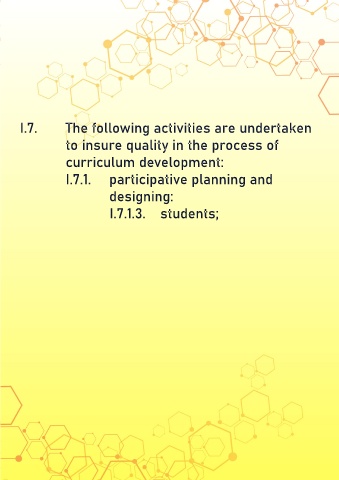 I.7. The following activities are undertaken
to insure quality in the process of
curriculum development:
I.7.1. participative planning and
designing:
I.7.1.3. students;